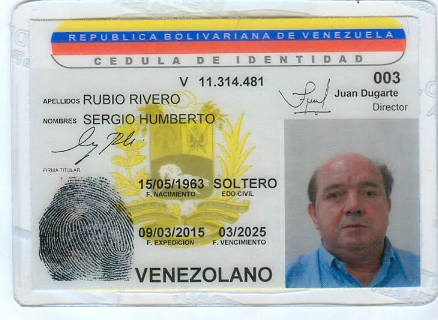 REPUBLICA BOLIVARIANA DE VENEZUELA
CEDULA DE IDENTIDAD
V 11.314.481
003
APELLIDOS RUBIO RIVERO
Juan Dugarte
Director
NOMBRES SERGIO HUMBERTO
FIRMA TITULAR
15/05/1963 SOLTERO
F. NACIMIENTO EDO CIVIL
09/03/2015 03/2025
F. EXPEDICION F. VENCIMIENTO
VENEZOLANO